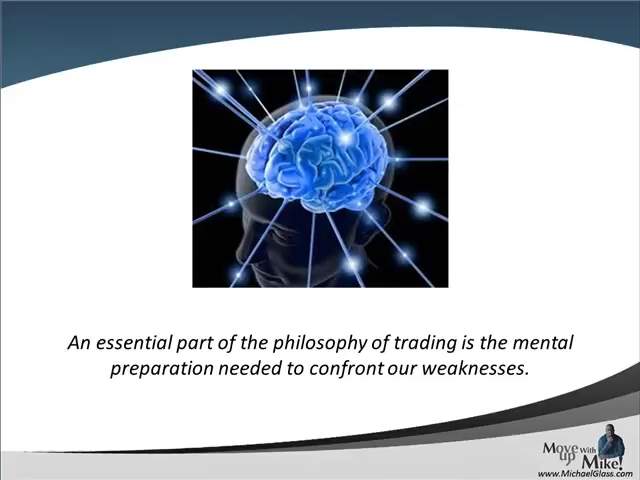 An essential part of the philosophy of trading is the mental
preparation needed to confront our weaknesses.
Move up With Mike!
www.MichaelGlass.com